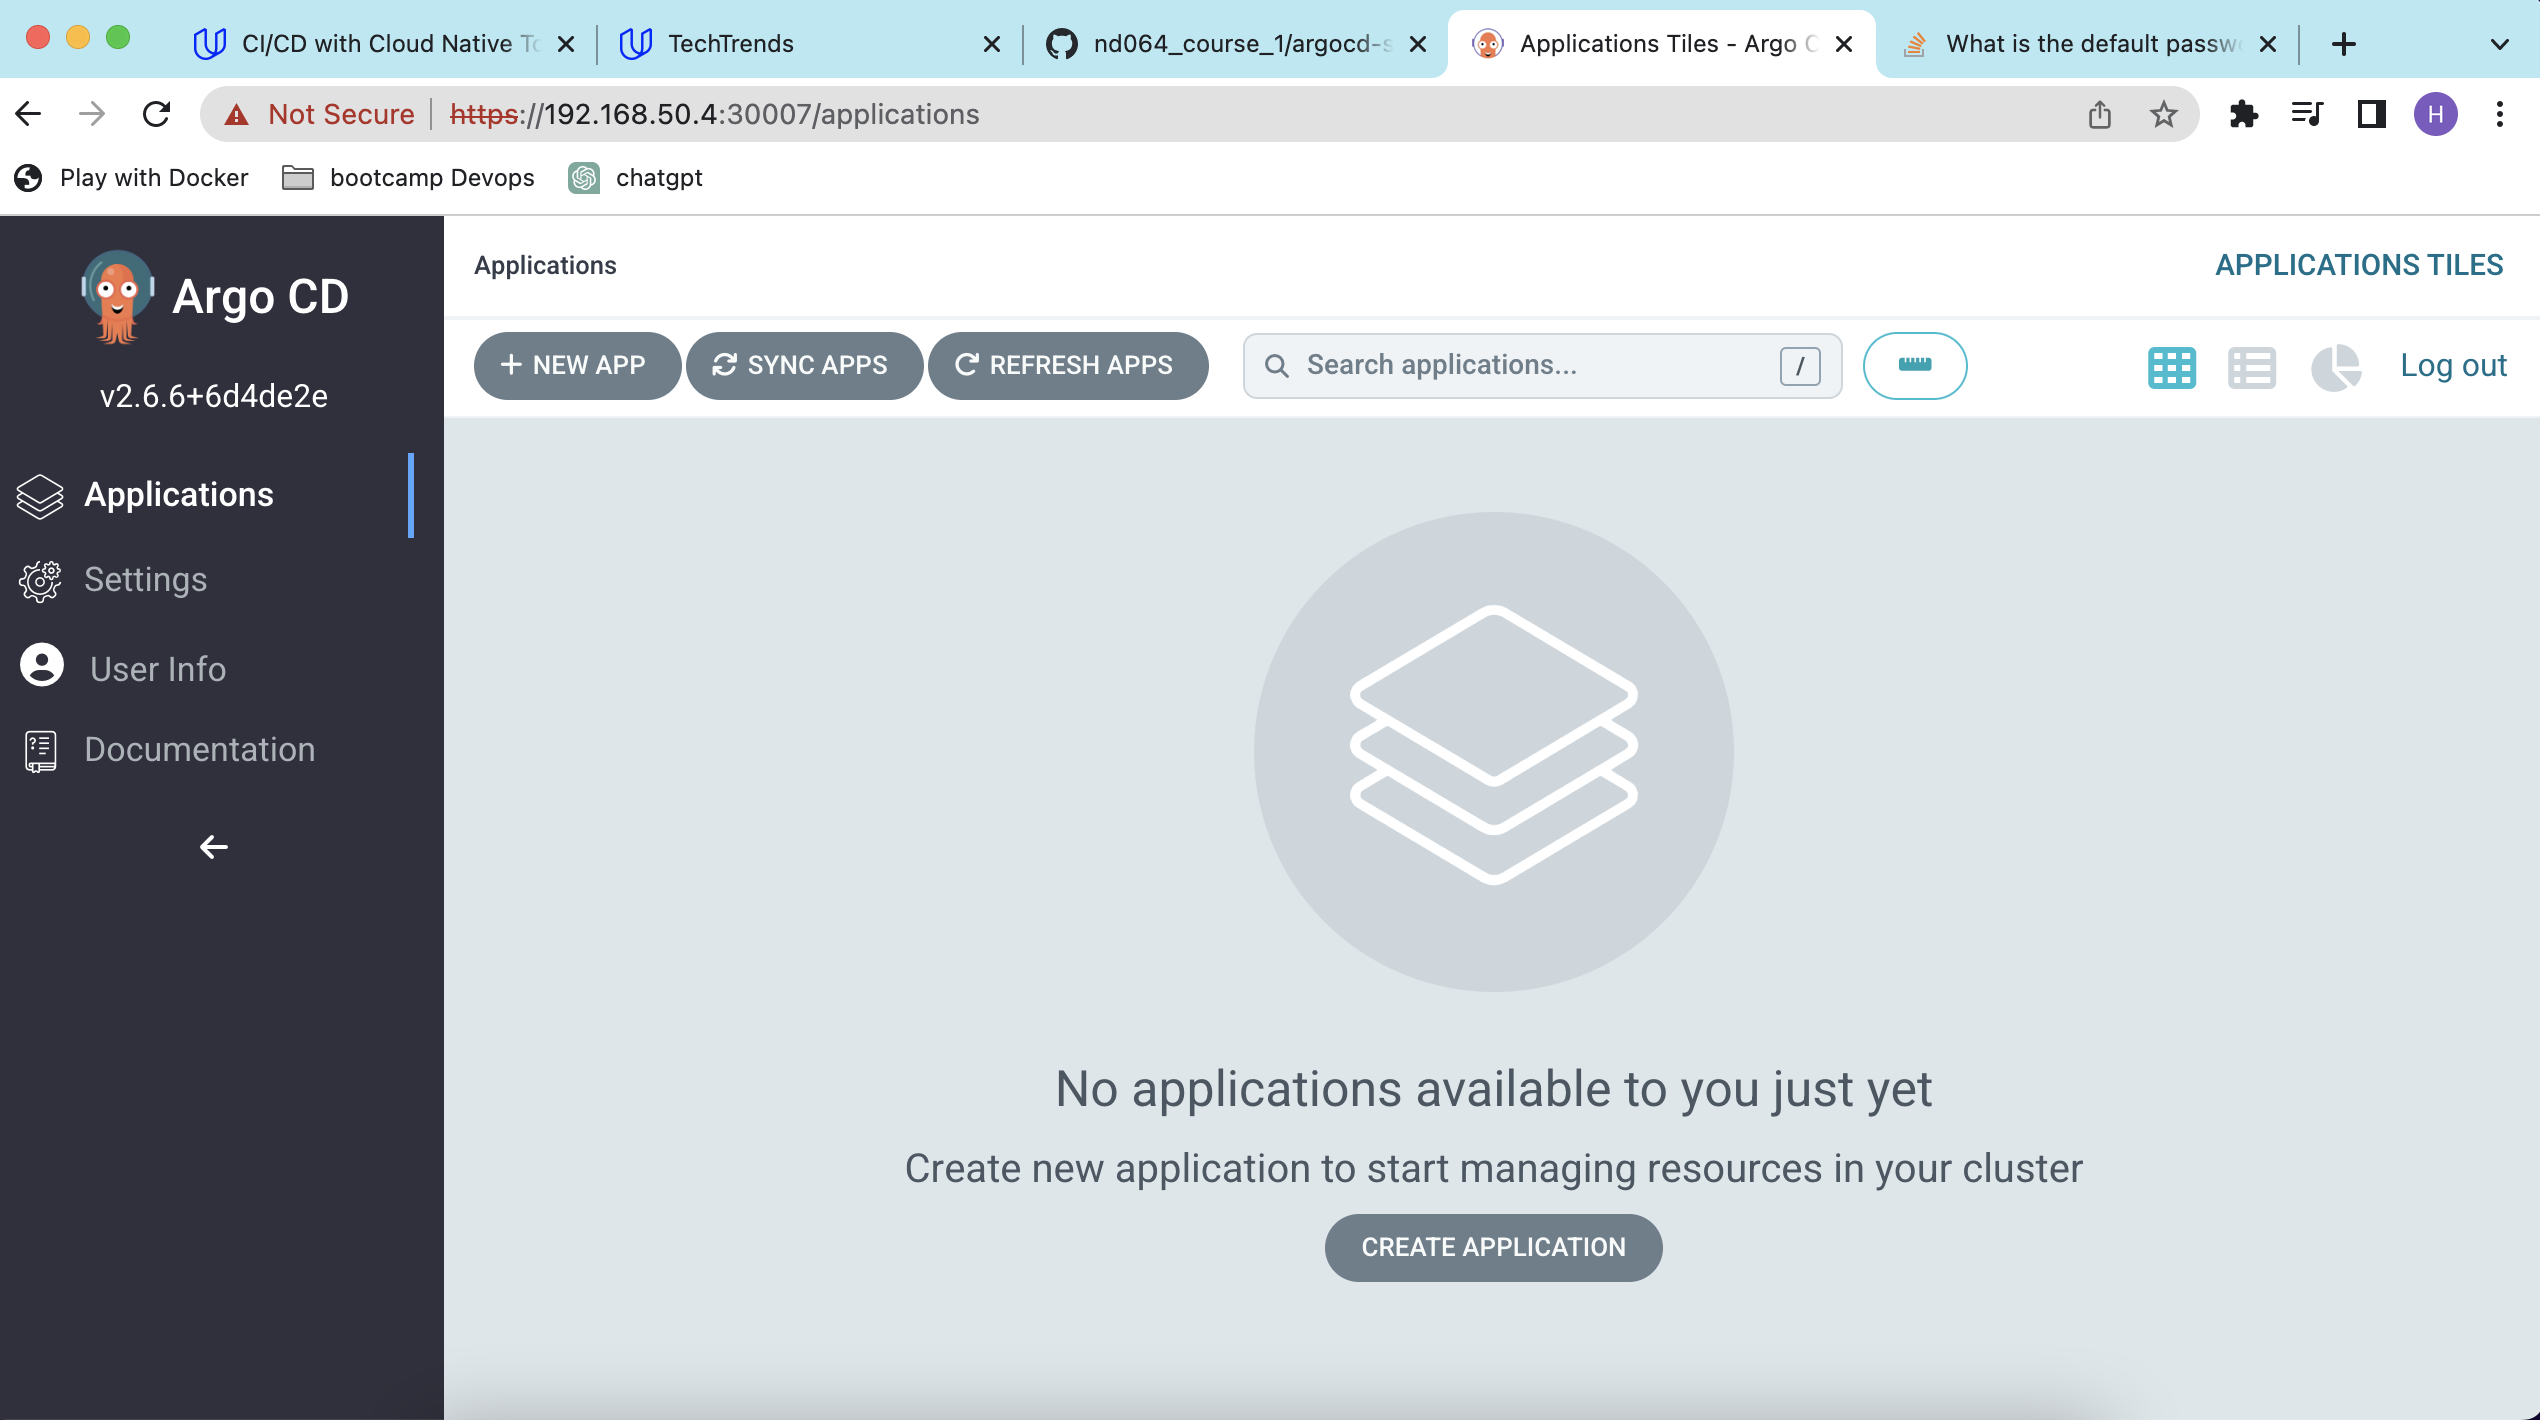 CI/CD with Cloud Native To
TechTrends
nd064_course_1/argocd-s
Applications Tiles - Argo C
What is the default passw
Not Secure
https://192.168.50.4:30007/applications
H
Play with Docker
bootcamp Devops
chatgpt
Argo CD
v2.6.6+6d4de2e
Applications
Settings
User Info
Documentation
Applications
APPLICATIONS TILES
+ NEW APP
SYNC APPS
REFRESH APPS
Search applications...
/
Log out
No applications available to you just yet
Create new application to start managing resources in your cluster
CREATE APPLICATION